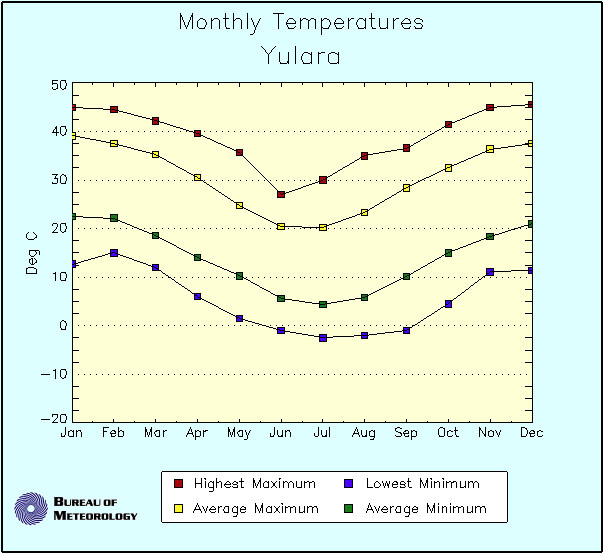 Monthly Temperatures
Yulara
50
40
30
20
10
0
-10
-20
Deg C
Jan Feb Mar Apr May Jun Jul Aug Sep Oct Nov Dec
Highest Maximum Lowest Minimum
Average Maximum Average Minimum
BUREAU OF
METEOROLOGY